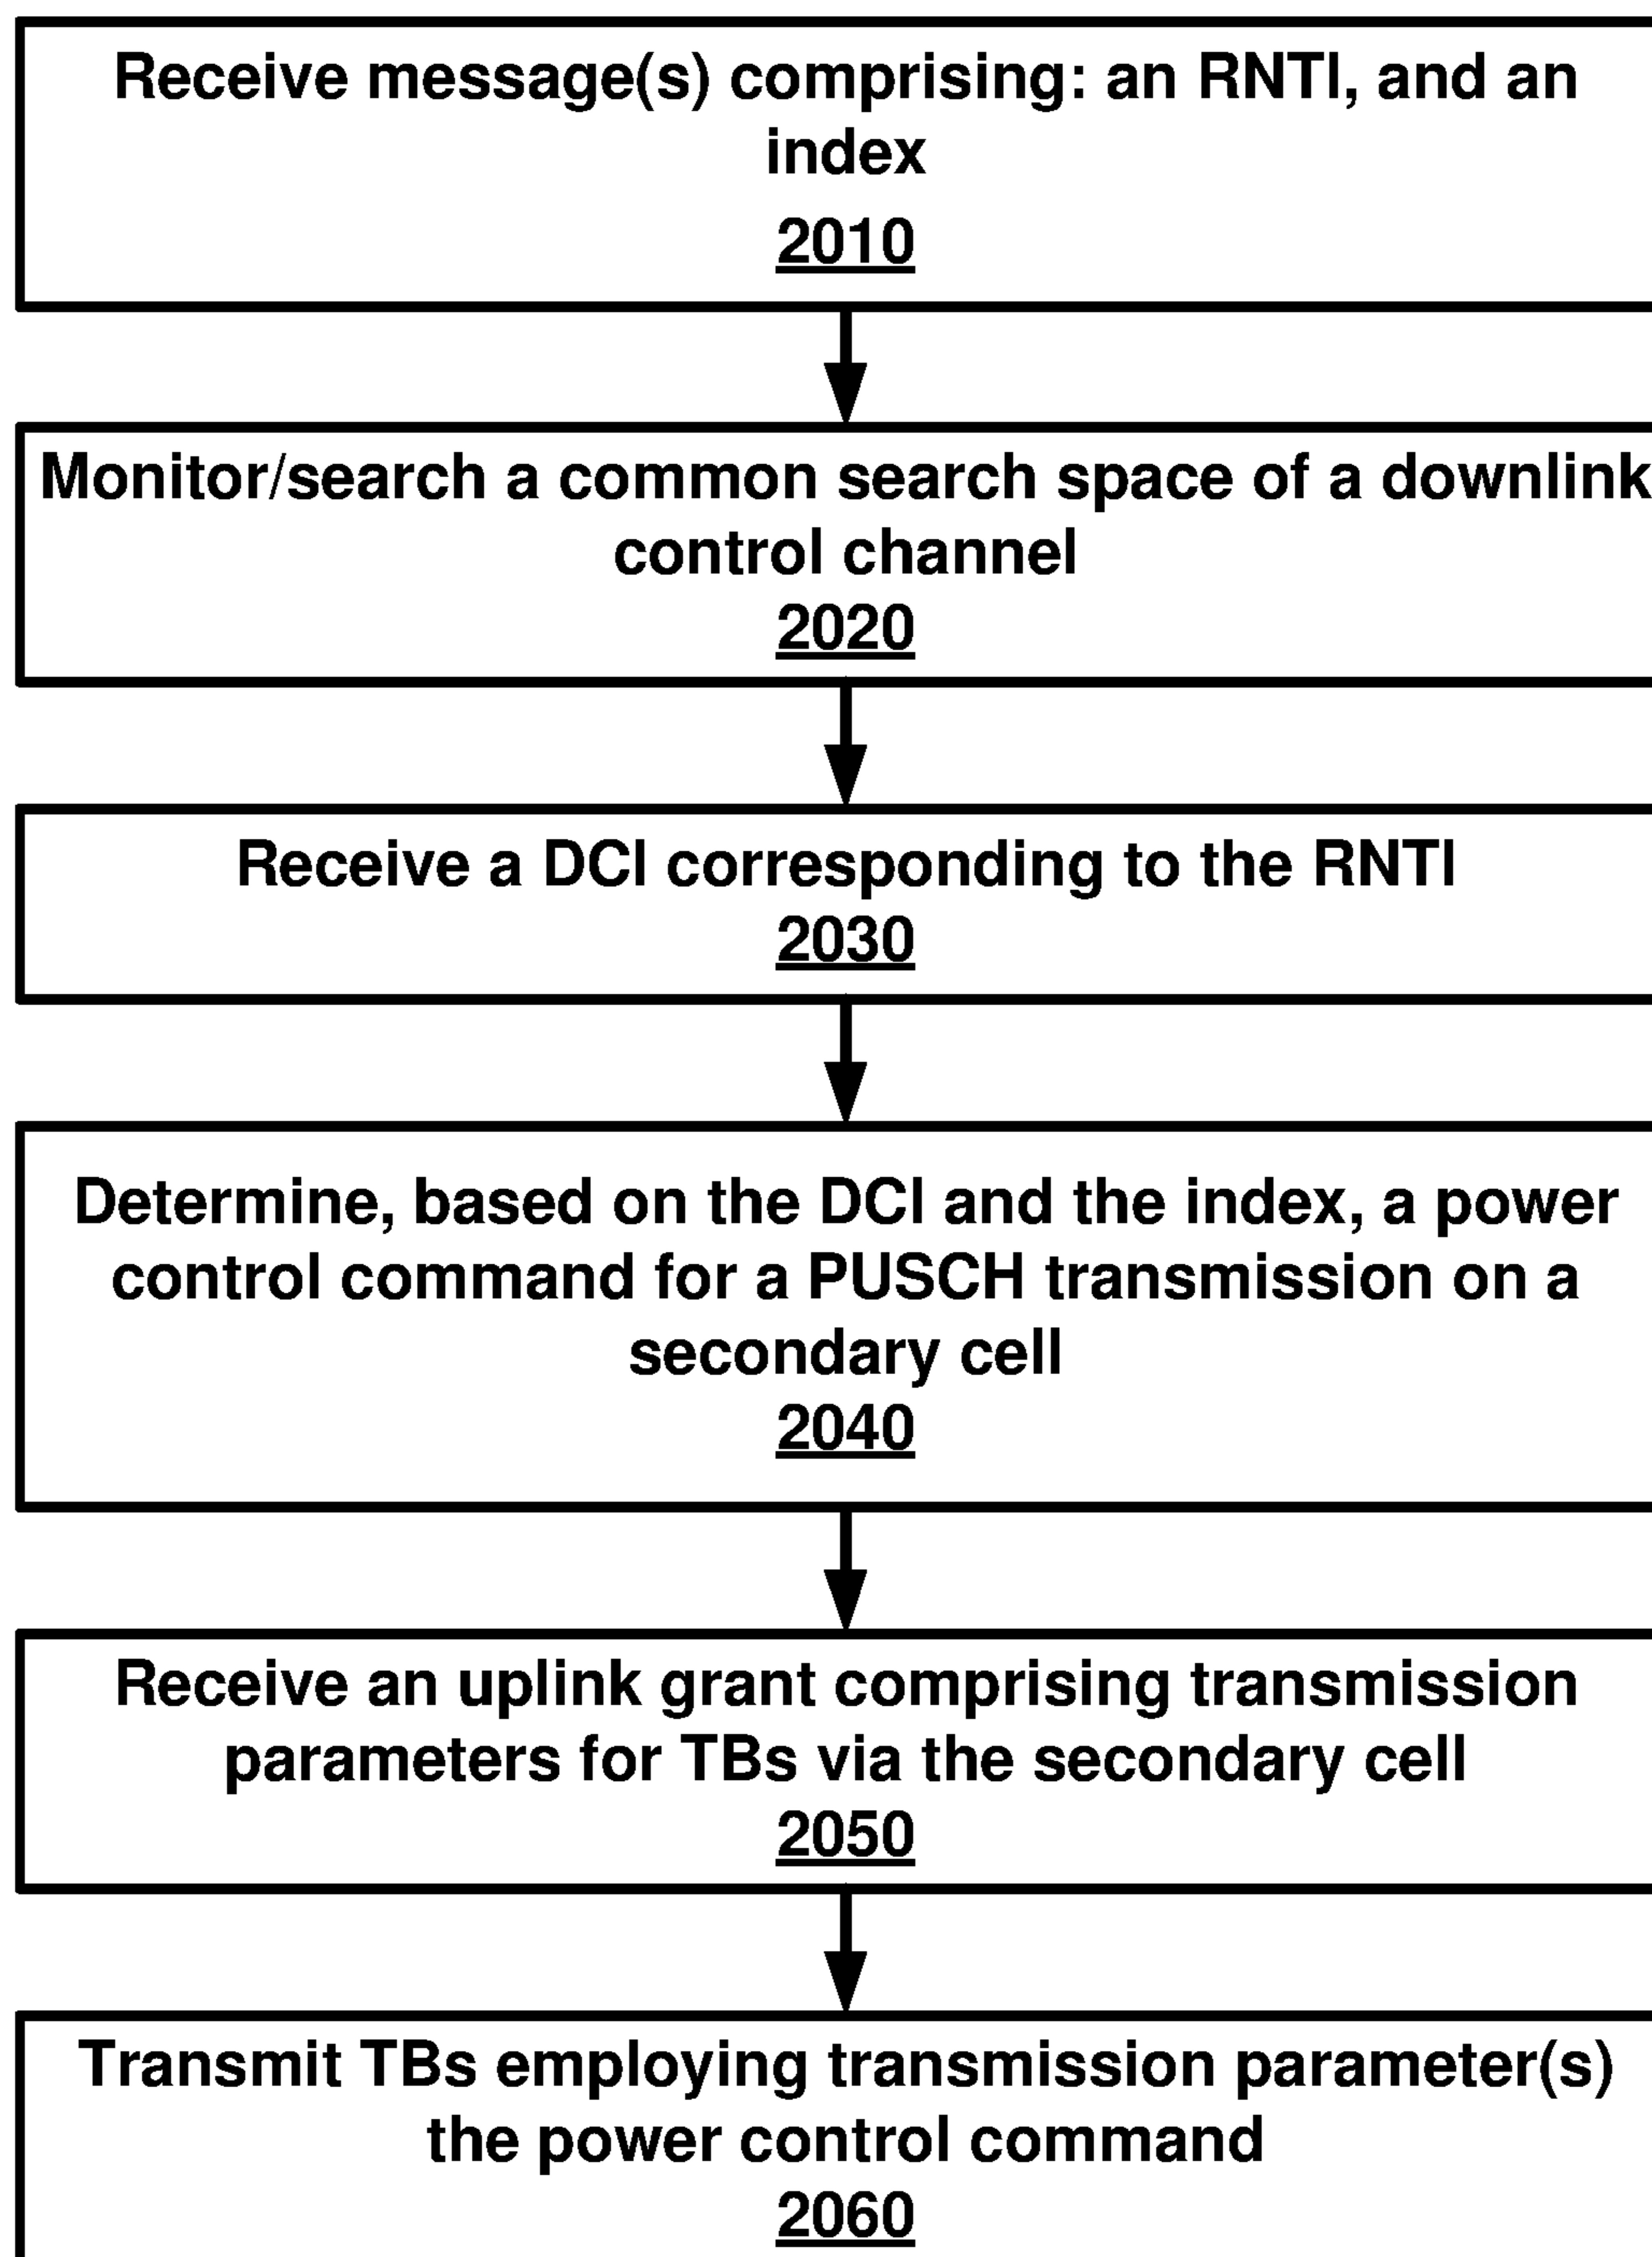 Receive message(s) comprising: an RNTI, and an
index
2010
Monitor/search a common search space of a downlink
control channel
2020
Receive a DCI corresponding to the RNTI
2030
Determine, based on the DCI and the index, a power
control command for a PUSCH transmission on a
secondary cell
2040
Receive an uplink grant comprising transmission
parameters for TBs via the secondary cell
2050
Transmit TBs employing transmission parameter(s)
the power control command
2060